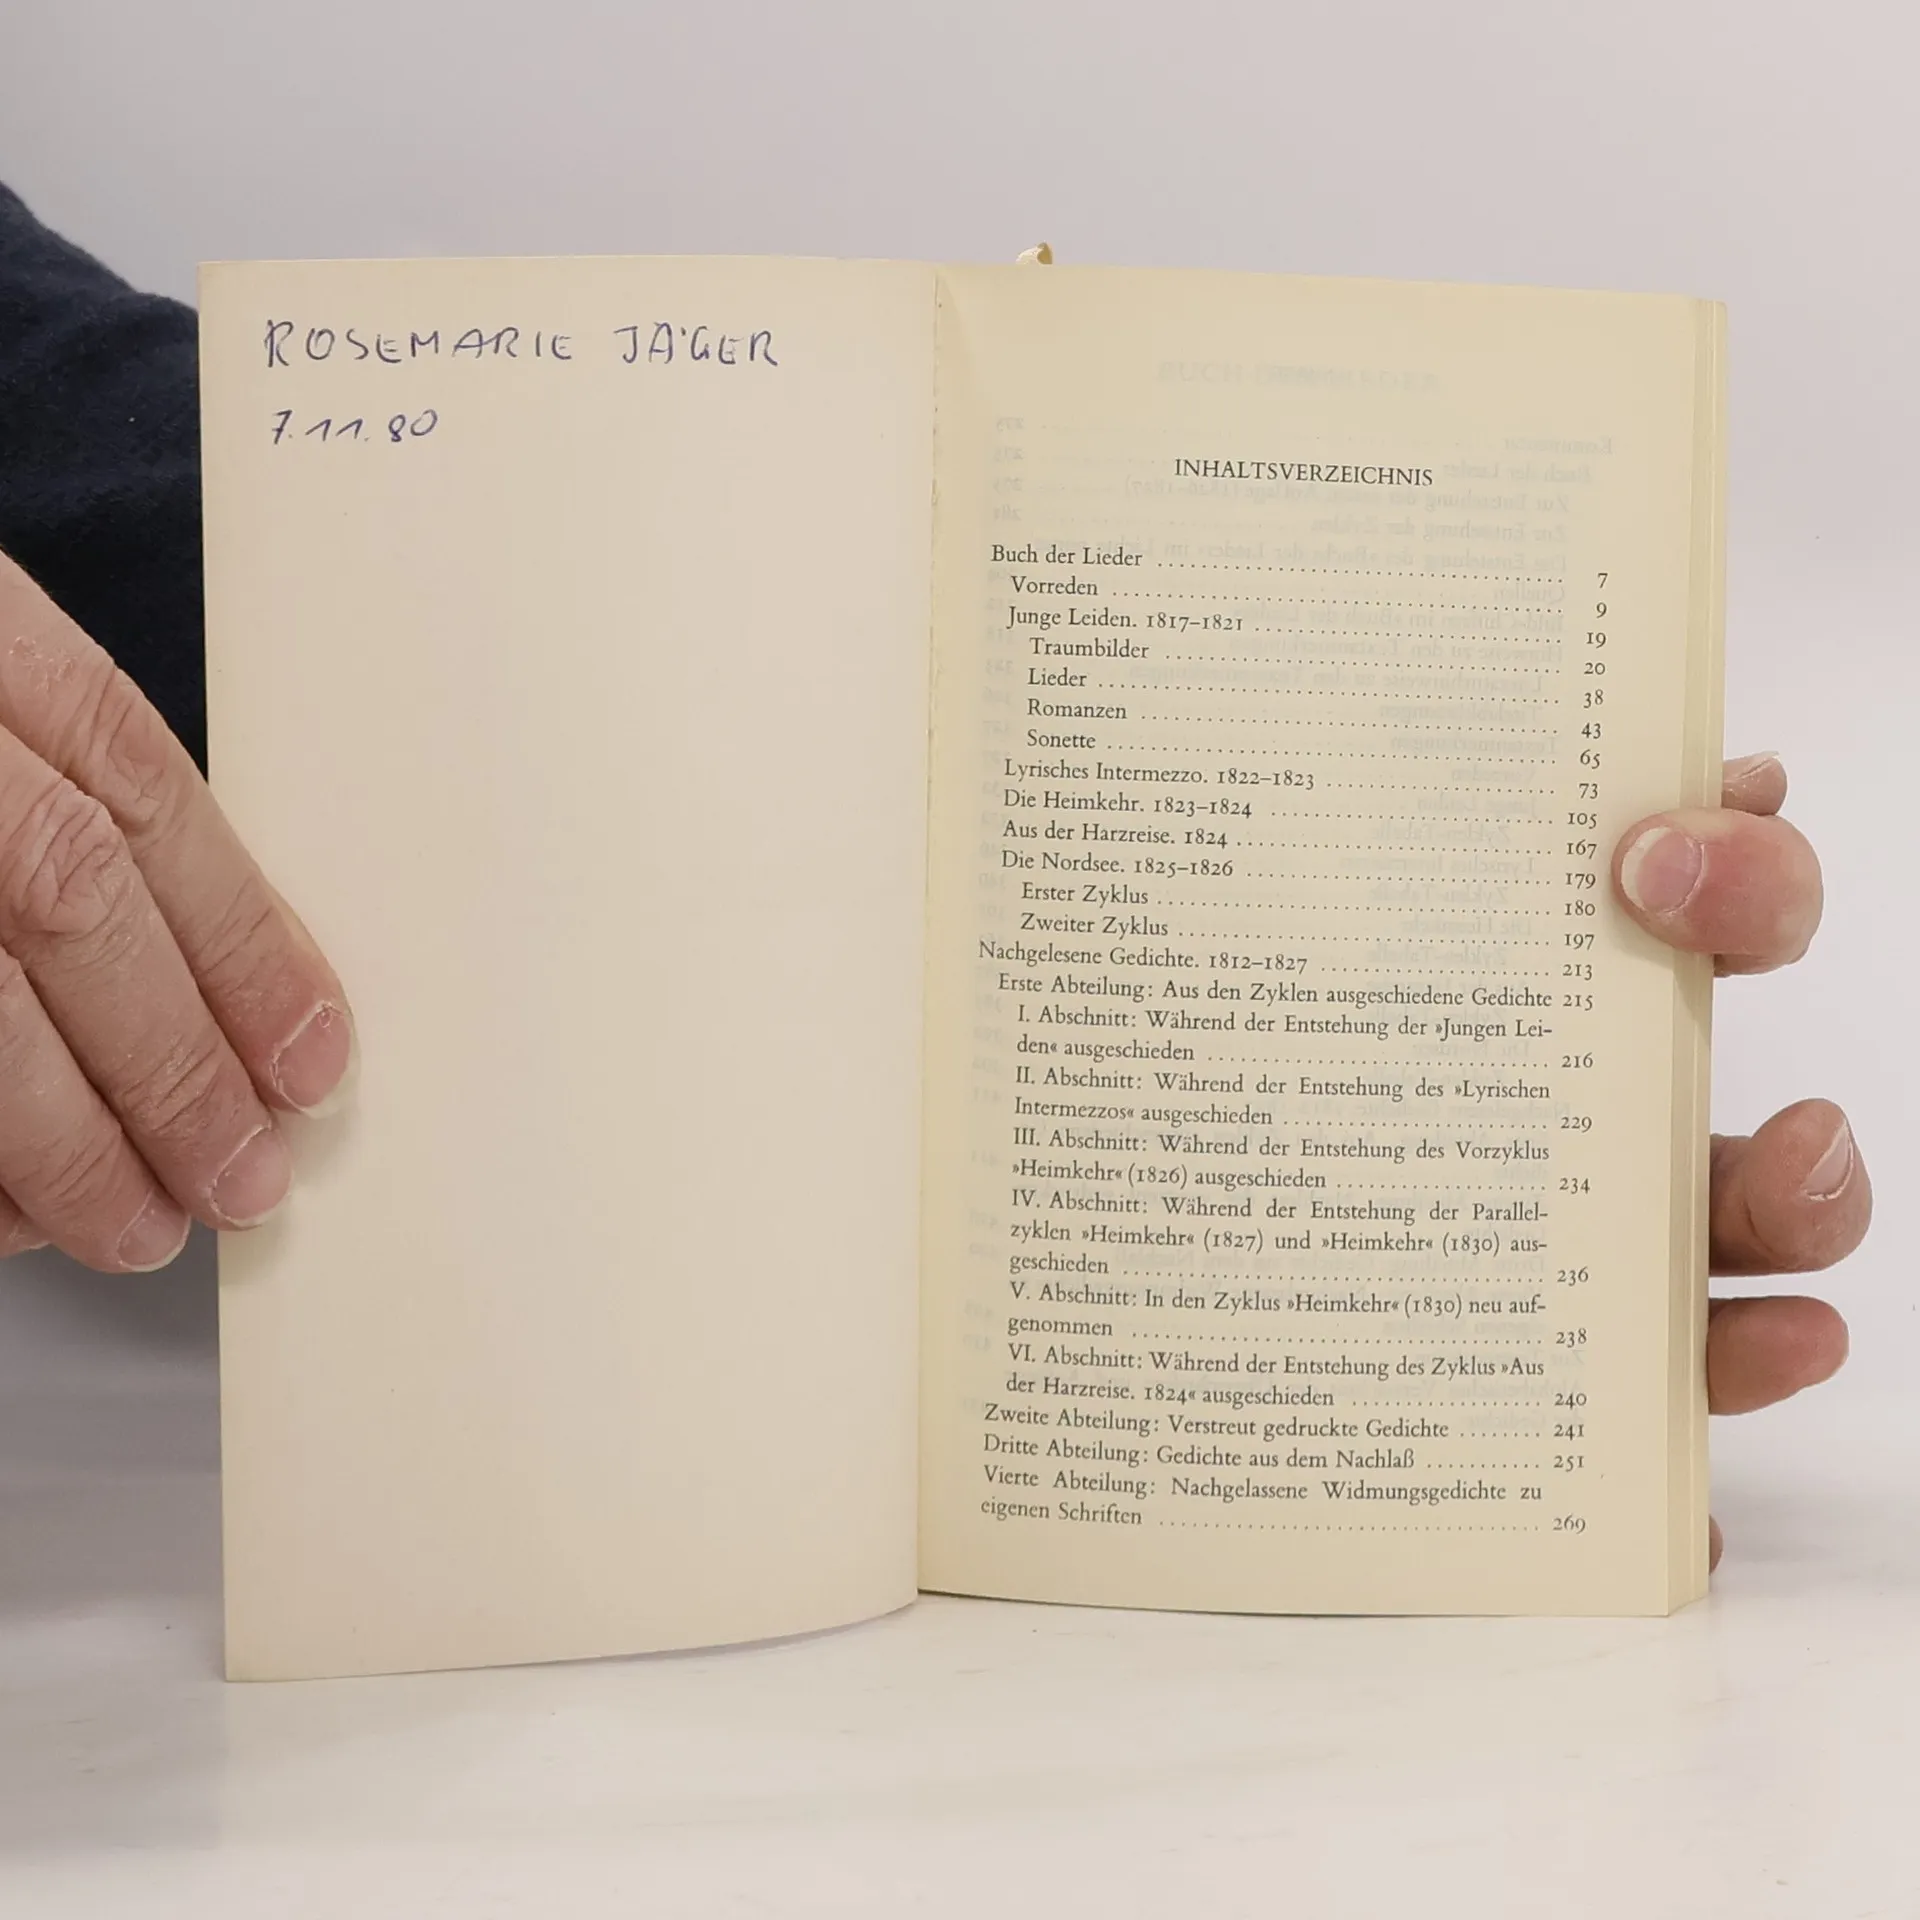 ROSEMARIE JÄGER
7.11.80
INHALTSVERZEICHNIS
Buch der Lieder ........................................ 7
Vorreden ........................................ 9
Junge Leiden. 1817–1821 ........................................ 19
Traumbilder ........................................ 20
Lieder ........................................ 38
Romanzen ........................................ 43
Sonette ........................................ 65
Lyrisches Intermezzo. 1822–1823 ........................ 73
Die Heimkehr. 1823–1824 ........................ 105
Aus der Harzreise. 1824 ........................ 167
Die Nordsee. 1825–1826 ........................ 179
Erster Zyklus ........................ 180
Zweiter Zyklus ........................ 197
Nachgelesene Gedichte. 1812–1827 ........................ 213
Erste Abteilung: Aus den Zyklen ausgeschiedene Gedichte 215
I. Abschnitt: Während der Entstehung der »Jungen Lei-
den« ausgeschieden ........................ 216
II. Abschnitt: Während der Entstehung des »Lyrischen
Intermezzos« ausgeschieden ........................ 229
III. Abschnitt: Während der Entstehung des Vorzyklus
»Heimkehr« (1826) ausgeschieden .................. 234
IV. Abschnitt: Während der Entstehung der Parallel-
zyklen »Heimkehr« (1827) und »Heimkehr« (1830) aus-
geschieden ........................ 236
V. Abschnitt: In den Zyklus »Heimkehr« (1830) neu auf-
genommen ........................ 238
VI. Abschnitt: Während der Entstehung des Zyklus »Aus
der Harzreise. 1824« ausgeschieden ................ 240
Zweite Abteilung: Verstreut gedruckte Gedichte ........ 241
Dritte Abteilung: Gedichte aus dem Nachlaß ........... 251
Vierte Abteilung: Nachgelassene Widmungsgedichte zu
eigenen Schriften ........................ 269